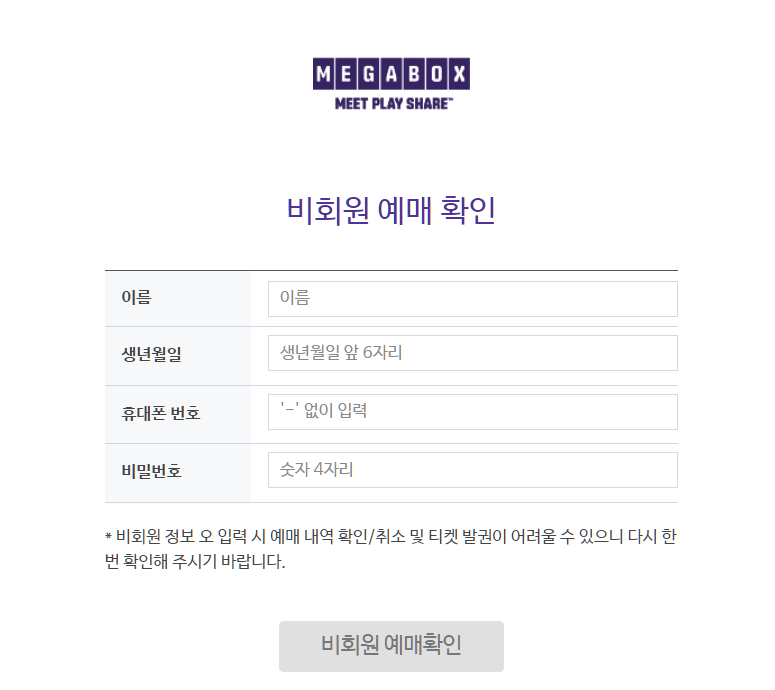 MEGABOX
MEET PLAY SHARE™
비회원 예매 확인
이름
이름
생년월일
생년월일 앞 6자리
휴대폰 번호
'-' 없이 입력
비밀번호
숫자 4자리
* 비회원 정보 오 입력 시 예매 내역 확인/취소 및 티켓 발권이 어려울 수 있으니 다시 한
번 확인해 주시기 바랍니다.
비회원 예매확인